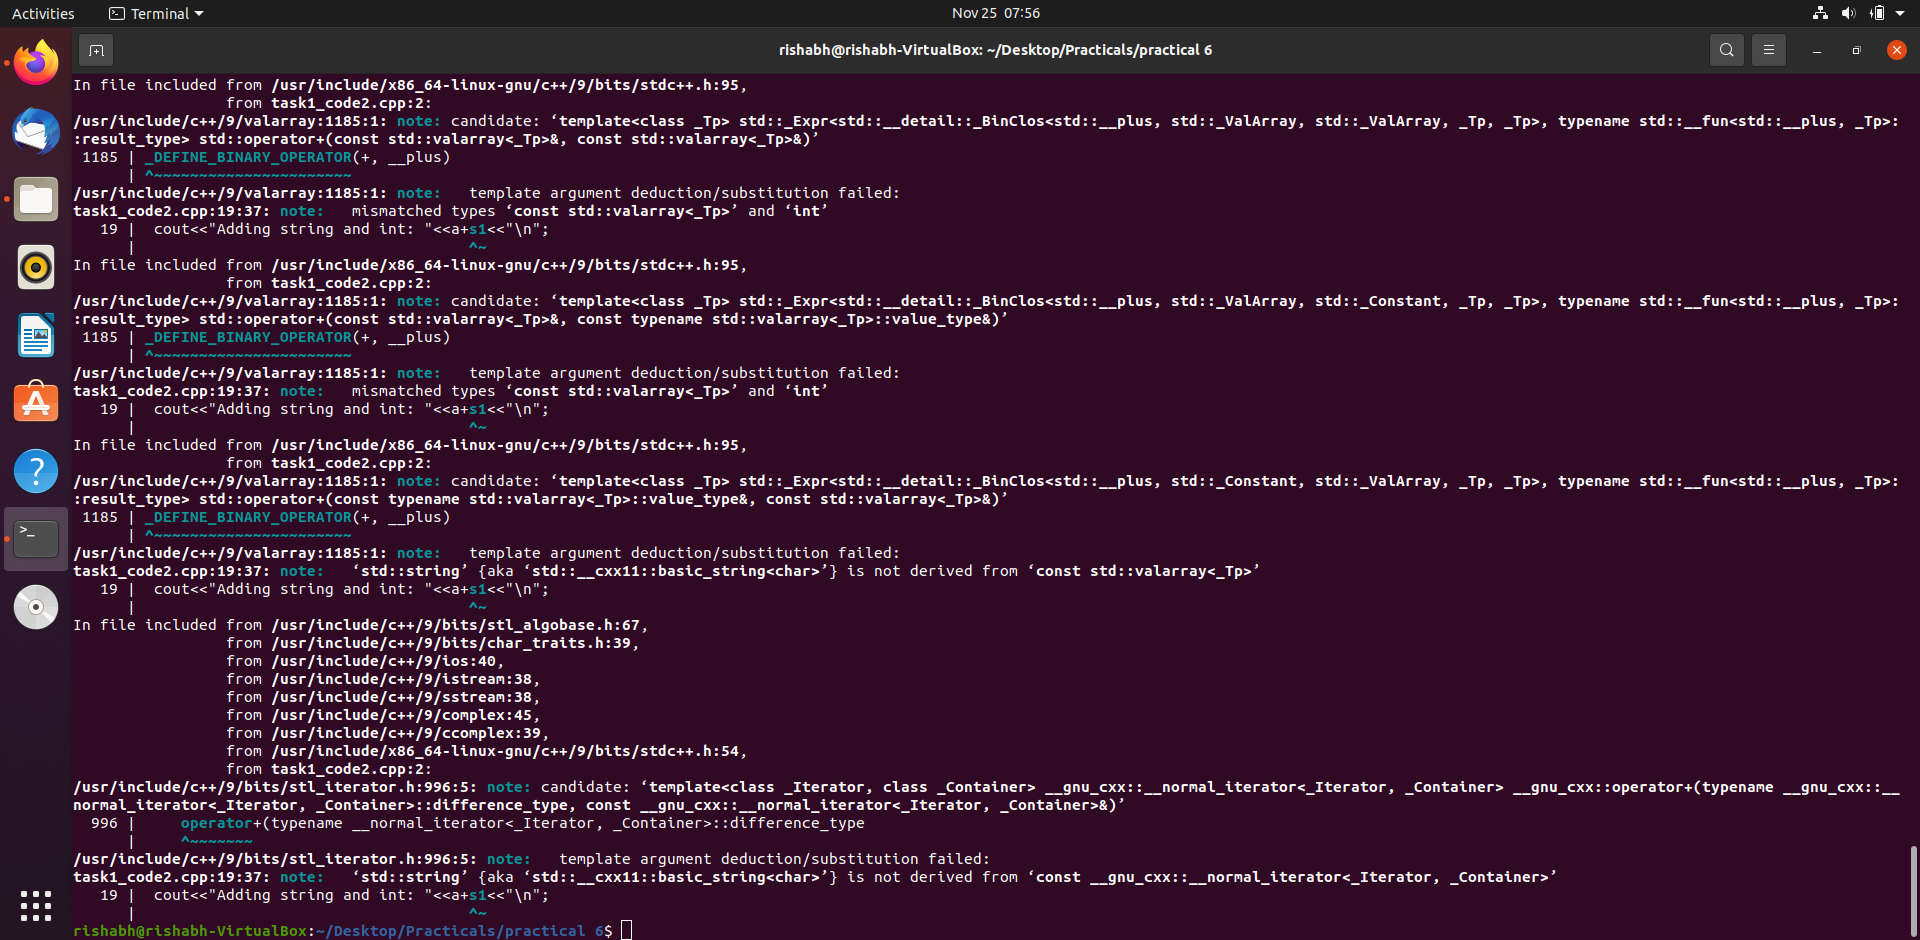 Activities Terminal Nov 25 07:56
rishabh@rishabh-VirtualBox: ~/Desktop/Practicals/practical 6
In file included from /usr/include/x86_64-linux-gnu/c++/9/bits/stdc++.h:95,
                 from task1_code2.cpp:2:
/usr/include/c++/9/valarray:1185:1: note: candidate: ‘template<class _Tp> std::_Expr<std::__detail::_BinClos<std::__plus, std::_ValArray, std::_ValArray, _Tp, _Tp>, typename std::__fun<std::__plus, _Tp>:
:result_type> std::operator+(const std::valarray<_Tp>&, const std::valarray<_Tp>&)’
 1185 | _DEFINE_BINARY_OPERATOR(+, __plus)
      | ^~~~~~~~~~~~~~~~~~~~~~~
/usr/include/c++/9/valarray:1185:1: note:   template argument deduction/substitution failed:
task1_code2.cpp:19:37: note:   mismatched types ‘const std::valarray<_Tp>’ and ‘int’
   19 |  cout<<"Adding string and int: "<<a+s1<<"\n";
      |                                     ^~
In file included from /usr/include/x86_64-linux-gnu/c++/9/bits/stdc++.h:95,
                 from task1_code2.cpp:2:
/usr/include/c++/9/valarray:1185:1: note: candidate: ‘template<class _Tp> std::_Expr<std::__detail::_BinClos<std::__plus, std::_ValArray, std::_Constant, _Tp, _Tp>, typename std::__fun<std::__plus, _Tp>:
:result_type> std::operator+(const std::valarray<_Tp>&, const typename std::valarray<_Tp>::value_type&)’
 1185 | _DEFINE_BINARY_OPERATOR(+, __plus)
      | ^~~~~~~~~~~~~~~~~~~~~~~
/usr/include/c++/9/valarray:1185:1: note:   template argument deduction/substitution failed:
task1_code2.cpp:19:37: note:   mismatched types ‘const std::valarray<_Tp>’ and ‘int’
   19 |  cout<<"Adding string and int: "<<a+s1<<"\n";
      |                                     ^~
In file included from /usr/include/x86_64-linux-gnu/c++/9/bits/stdc++.h:95,
                 from task1_code2.cpp:2:
/usr/include/c++/9/valarray:1185:1: note: candidate: ‘template<class _Tp> std::_Expr<std::__detail::_BinClos<std::__plus, std::_Constant, std::_ValArray, _Tp, _Tp>, typename std::__fun<std::__plus, _Tp>:
:result_type> std::operator+(const typename std::valarray<_Tp>::value_type&, const std::valarray<_Tp>&)’
 1185 | _DEFINE_BINARY_OPERATOR(+, __plus)
      | ^~~~~~~~~~~~~~~~~~~~~~~
/usr/include/c++/9/valarray:1185:1: note:   template argument deduction/substitution failed:
task1_code2.cpp:19:37: note:   ‘std::string’ {aka ‘std::__cxx11::basic_string<char>’} is not derived from ‘const std::valarray<_Tp>’
   19 |  cout<<"Adding string and int: "<<a+s1<<"\n";
      |                                     ^~
In file included from /usr/include/c++/9/bits/stl_algobase.h:67,
                 from /usr/include/c++/9/bits/char_traits.h:39,
                 from /usr/include/c++/9/ios:40,
                 from /usr/include/c++/9/istream:38,
                 from /usr/include/c++/9/sstream:38,
                 from /usr/include/c++/9/complex:45,
                 from /usr/include/c++/9/ccomplex:39,
                 from /usr/include/x86_64-linux-gnu/c++/9/bits/stdc++.h:54,
                 from task1_code2.cpp:2:
/usr/include/c++/9/bits/stl_iterator.h:996:5: note: candidate: ‘template<class _Iterator, class _Container> __gnu_cxx::__normal_iterator<_Iterator, _Container> __gnu_cxx::operator+(typename __gnu_cxx::__
normal_iterator<_Iterator, _Container>::difference_type, const __gnu_cxx::__normal_iterator<_Iterator, _Container>&)’
  996 |     operator+(typename __normal_iterator<_Iterator, _Container>::difference_type
      |     ^~~~~~~~
/usr/include/c++/9/bits/stl_iterator.h:996:5: note:   template argument deduction/substitution failed:
task1_code2.cpp:19:37: note:   ‘std::string’ {aka ‘std::__cxx11::basic_string<char>’} is not derived from ‘const __gnu_cxx::__normal_iterator<_Iterator, _Container>’
   19 |  cout<<"Adding string and int: "<<a+s1<<"\n";
      |                                     ^~
rishabh@rishabh-VirtualBox:~/Desktop/Practicals/practical 6$